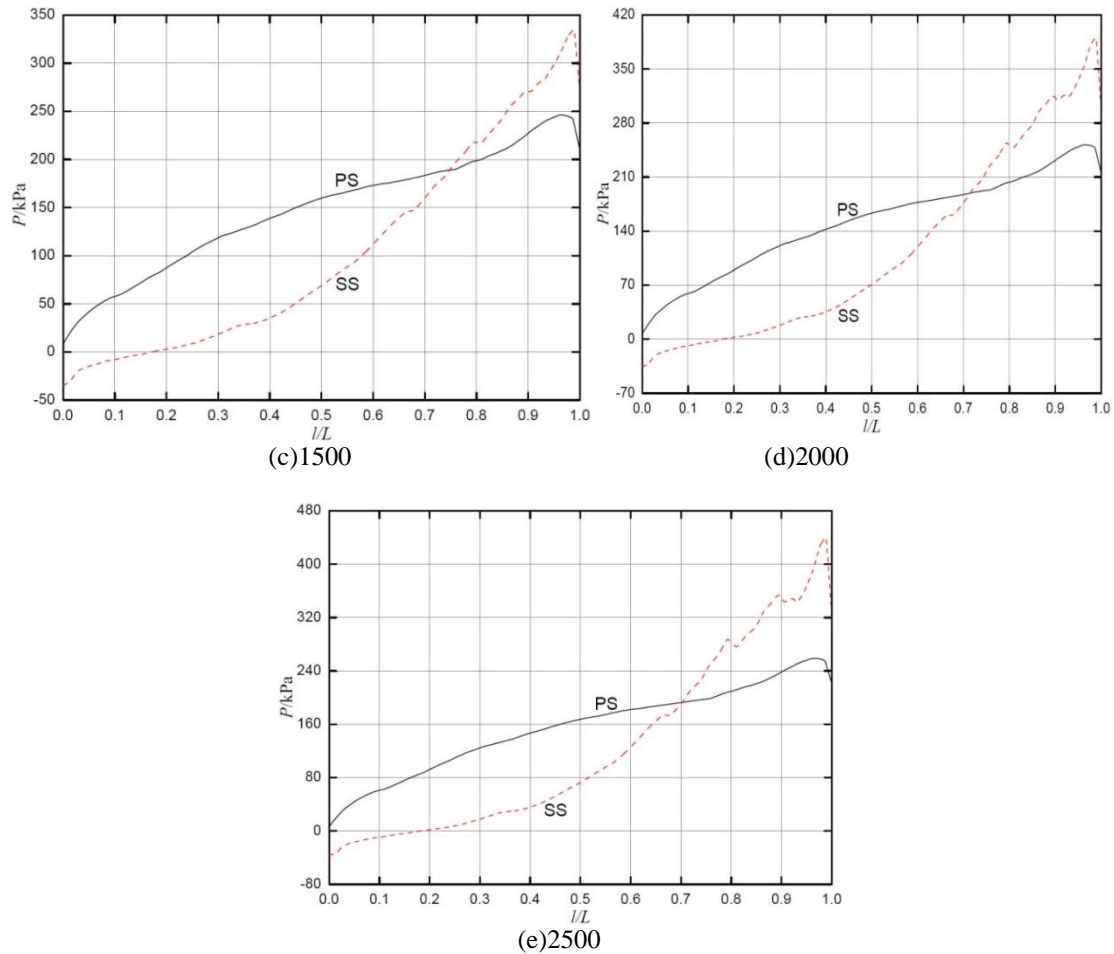 350
300
250
200
150
100
50
0
-50
P/kPa
PS
SS
0.0 0.1 0.2 0.3 0.4 0.5 0.6 0.7 0.8 0.9 1.0
l/L
(c)1500
420
350
280
210
140
70
0
-70
P/kPa
PS
SS
0.0 0.1 0.2 0.3 0.4 0.5 0.6 0.7 0.8 0.9 1.0
l/L
(d)2000
480
400
320
240
160
80
0
-80
P/kPa
PS
SS
0.0 0.1 0.2 0.3 0.4 0.5 0.6 0.7 0.8 0.9 1.0
l/L
(e)2500